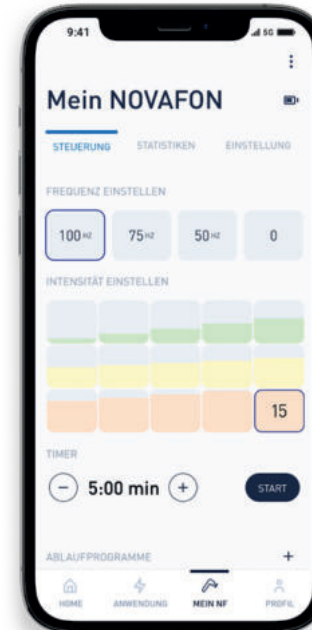 9:41 5G
Mein NOVAFON
STEUERUNG STATISTIKEN EINSTELLUNG
FREQUENZ EINSTELLEN
100 HZ 75 HZ 50 HZ 0
INTENSITÄT EINSTELLEN
15
TIMER
− 5:00 min + START
ABLAUFPROGRAMME +
HOME ANWENDUNG MEIN NF PROFIL